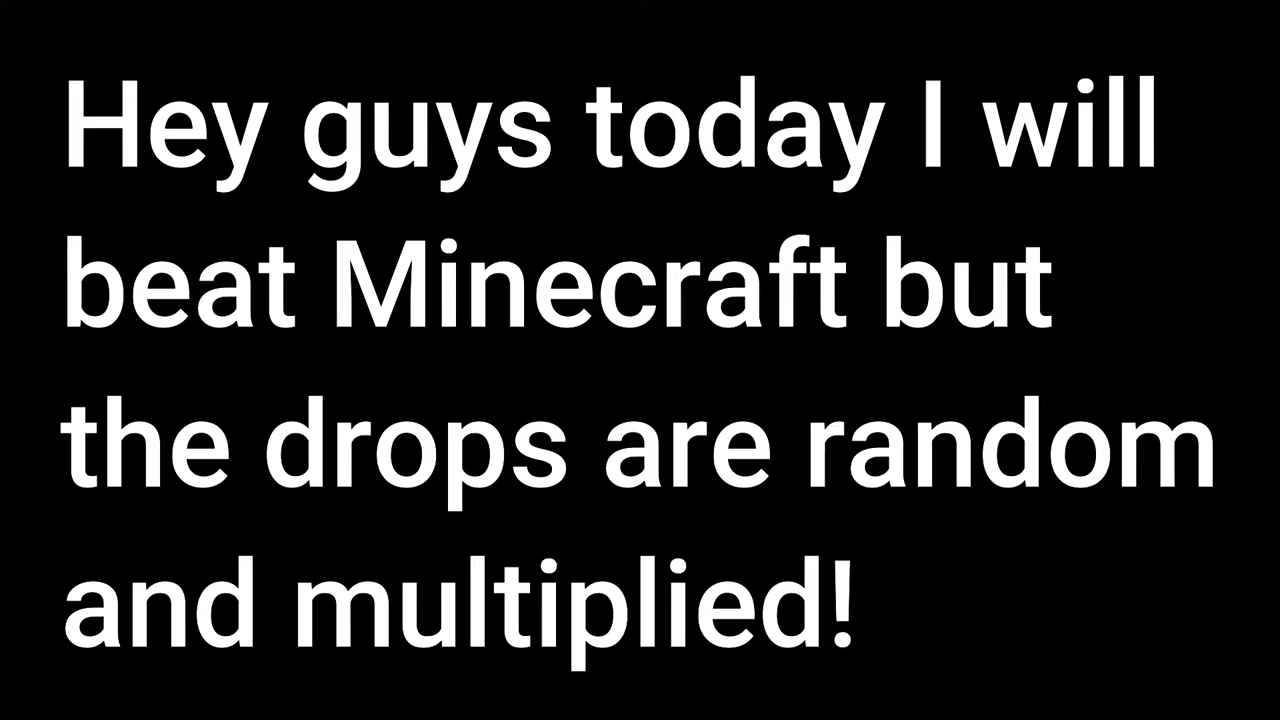 Hey guys today I will
beat Minecraft but
the drops are random
and multiplied!